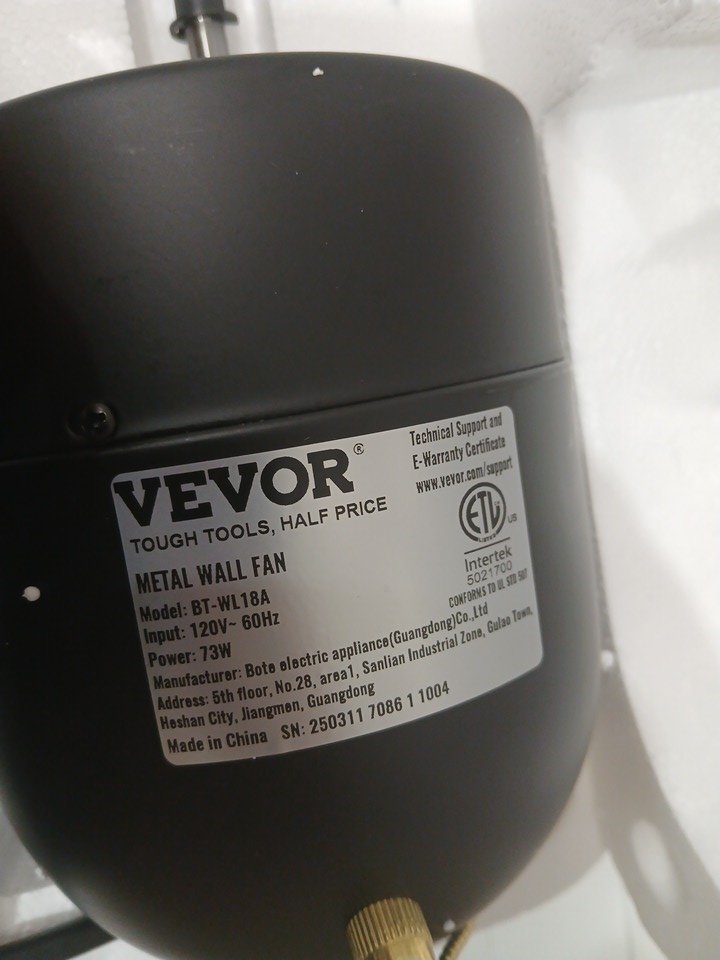 VEVOR®
TOUGH TOOLS, HALF PRICE
Technical Support and
E-Warranty Certificate
www.vevor.com/support
ETL
LISTED
US
Intertek
5021700
CONFORMS TO UL STD 507
METAL WALL FAN
Model: BT-WL18A
Input: 120V~ 60Hz
Power: 73W
Manufacturer: Bote electric appliance(Guangdong)Co.,Ltd
Address: 5th floor, No.28, area1, Sanlian Industrial Zone, Gulao Town,
Heshan City, Jiangmen, Guangdong
Made in China SN: 250311 7086 1 1004